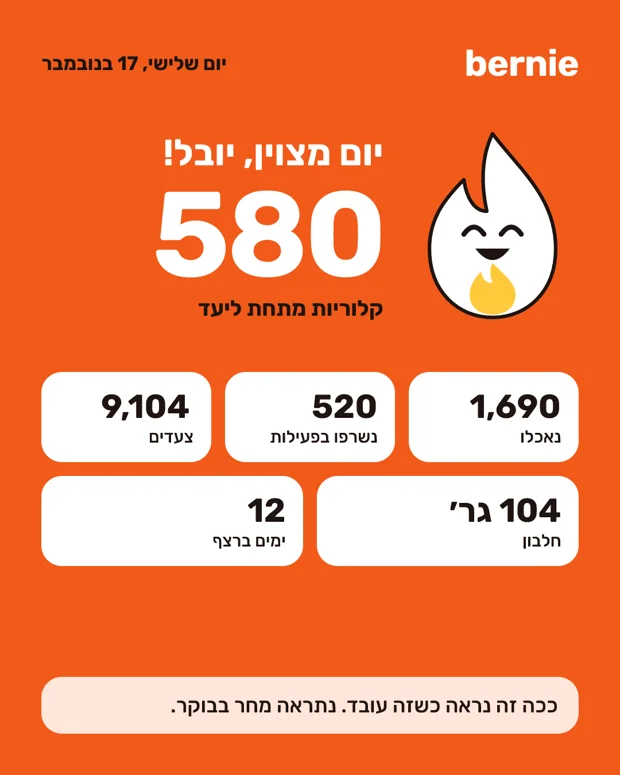 bernie
יום שלישי, 17 בנובמבר
יום מצוין, יובל!
580
קלוריות מתחת ליעד
1,690
נאכלו
520
נשרפו בפעילות
9,104
צעדים
104 גר׳
חלבון
12
ימים ברצף
ככה זה נראה כשזה עובד. נתראה מחר בבוקר.